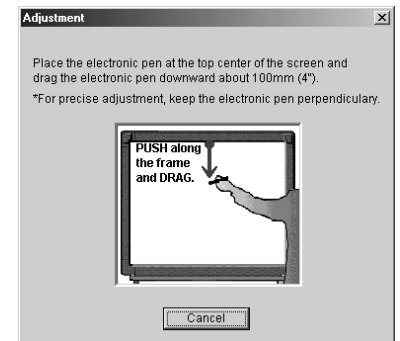 Adjustment
Place the electronic pen at the top center of the screen and
drag the electronic pen downward about 100mm (4").
*For precise adjustment, keep the electronic pen perpendiculary.
PUSH along
the frame
and DRAG.
Cancel